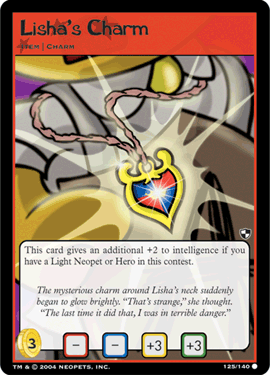 Lisha's Charm
ITEM | CHARM
This card gives an additional +2 to intelligence if you
have a Light Neopet or Hero in this contest.
The mysterious charm around Lisha's neck suddenly
began to glow brightly. "That's strange," she thought.
"The last time it did that, I was in terrible danger."
3
–
–
+3
+3
TM & © 2004 NEOPETS, INC.
125/140